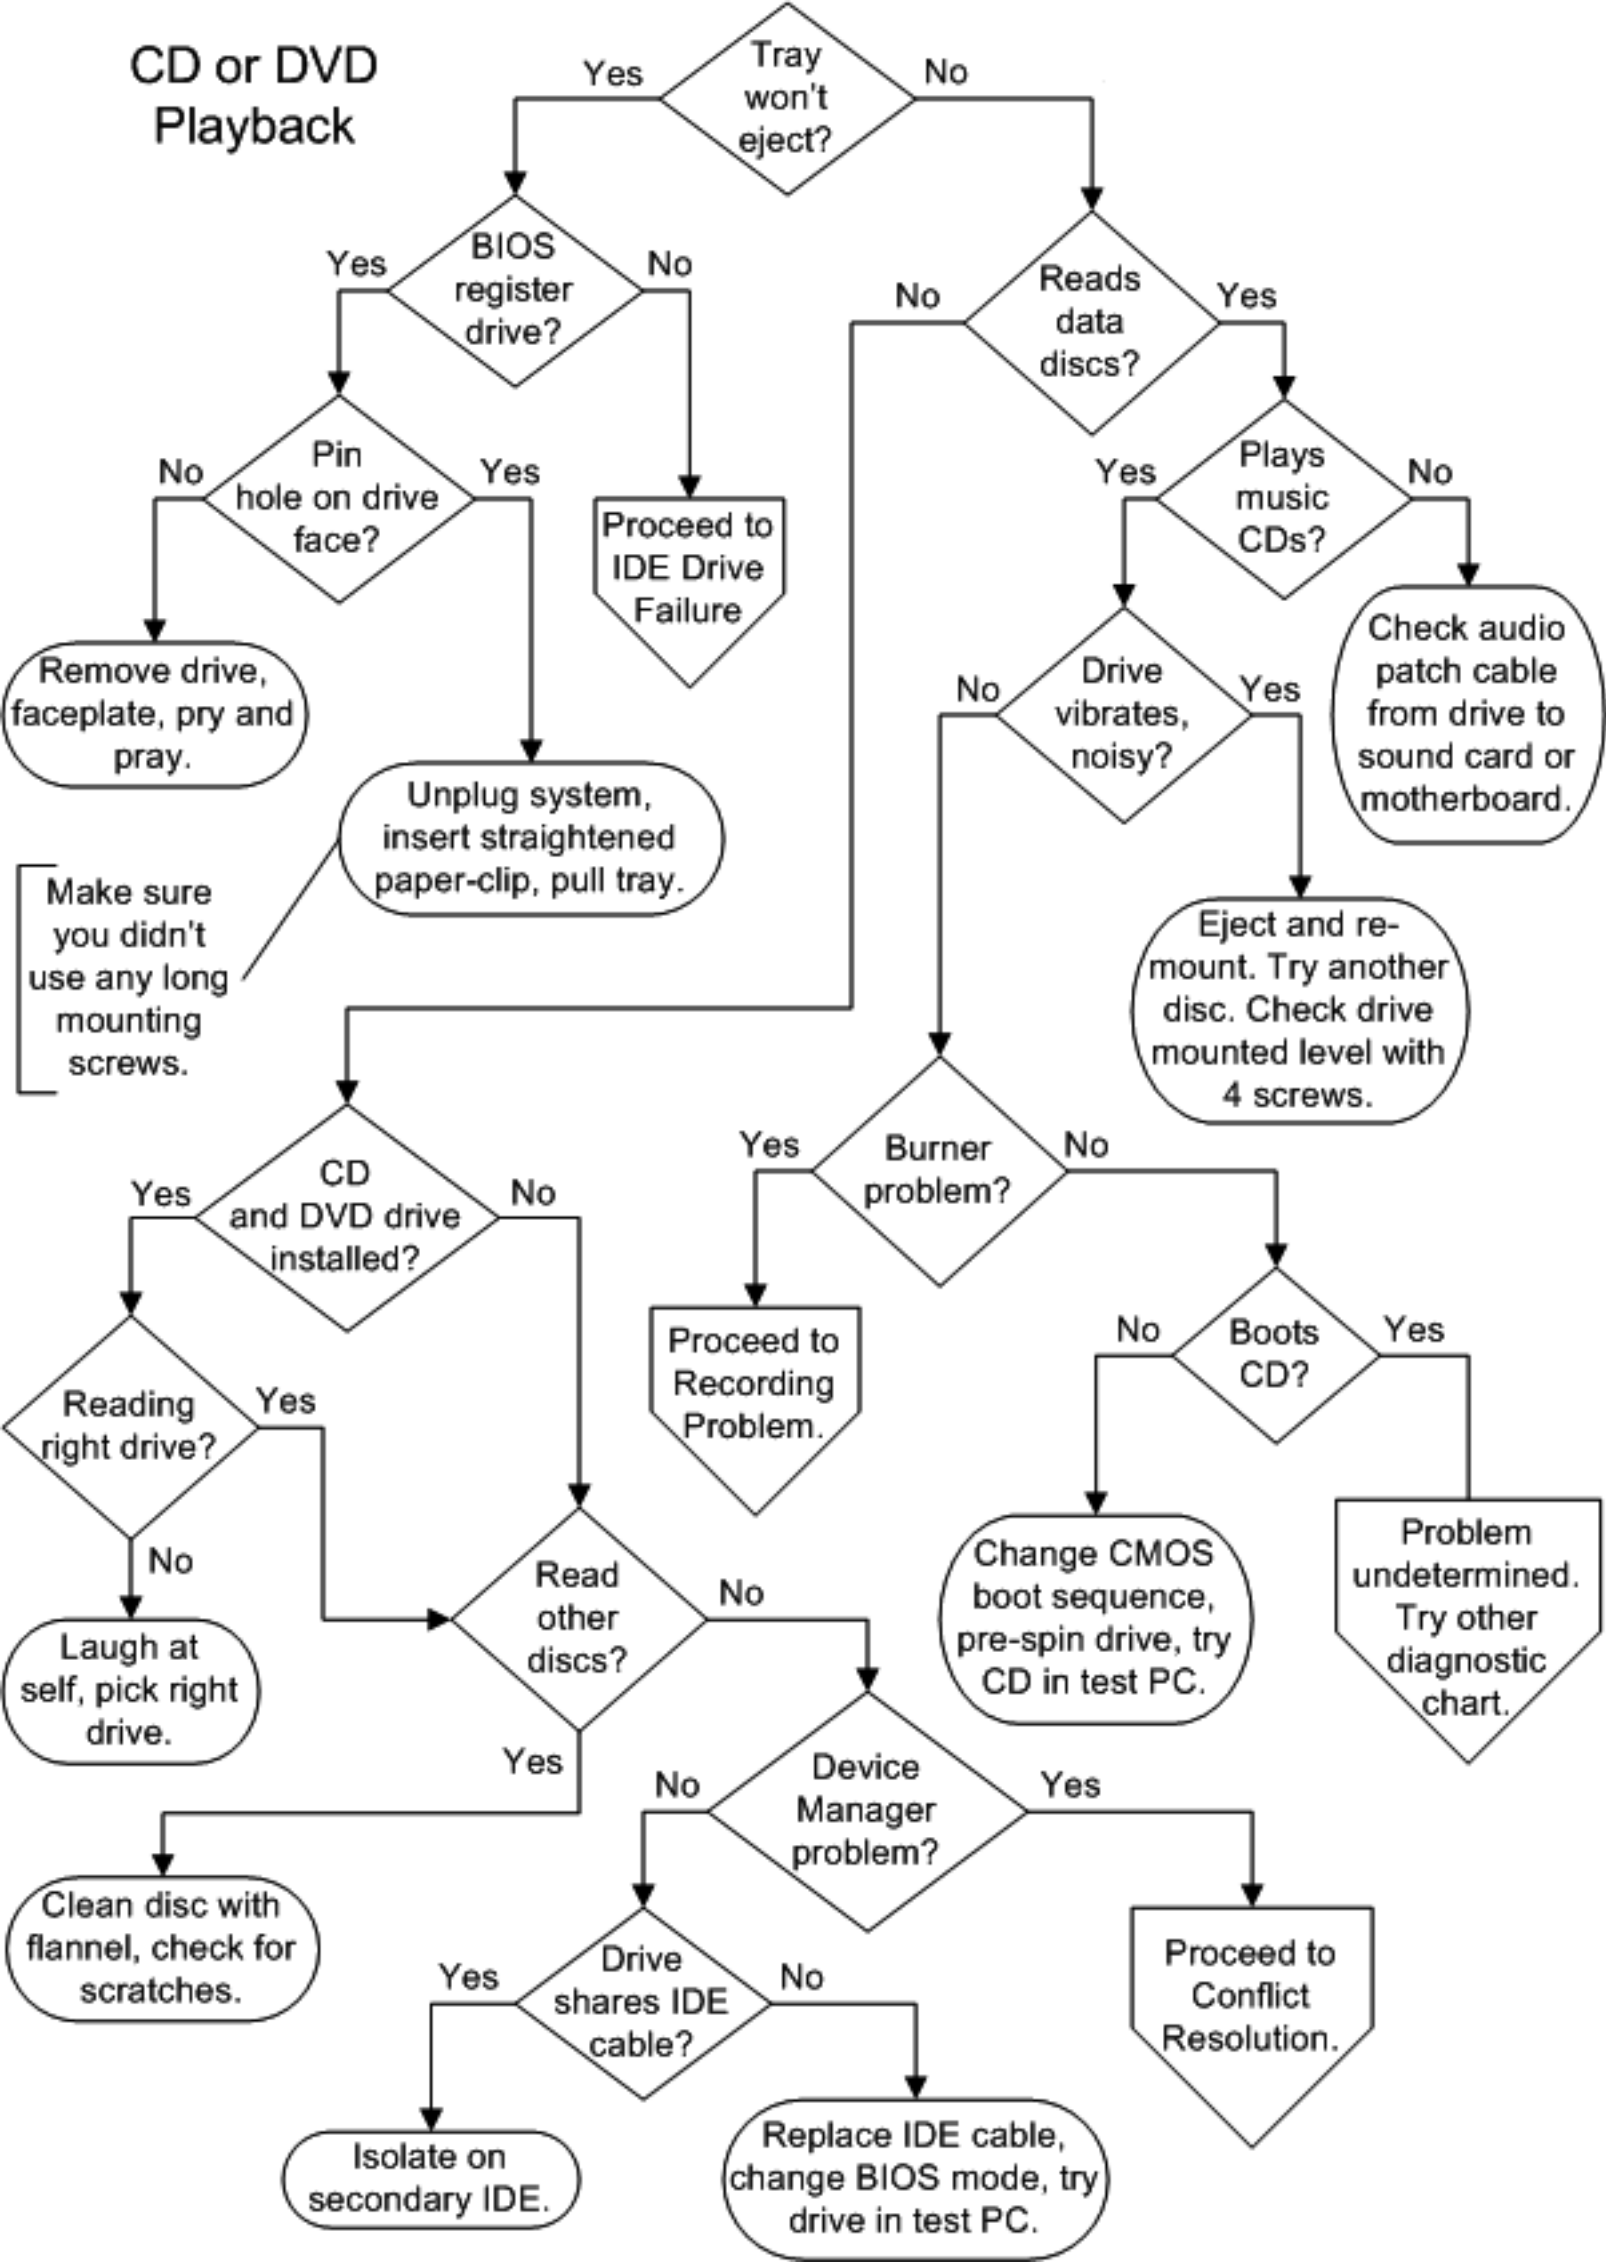 CD or DVD
Playback
Tray
won't
eject?
Yes
No
BIOS
register
drive?
Yes
No
Reads
data
discs?
No
Yes
Pin
hole on drive
face?
No
Yes
Proceed to
IDE Drive
Failure
Plays
music
CDs?
Yes
No
Remove drive,
faceplate, pry and
pray.
Unplug system,
insert straightened
paper-clip, pull tray.
Make sure
you didn't
use any long
mounting
screws.
Drive
vibrates,
noisy?
No
Yes
Check audio
patch cable
from drive to
sound card or
motherboard.
Eject and re-
mount. Try another
disc. Check drive
mounted level with
4 screws.
CD
and DVD drive
installed?
Yes
No
Burner
problem?
Yes
No
Reading
right drive?
Yes
No
Proceed to
Recording
Problem.
Boots
CD?
No
Yes
Laugh at
self, pick right
drive.
Read
other
discs?
No
Yes
Change CMOS
boot sequence,
pre-spin drive, try
CD in test PC.
Problem
undetermined.
Try other
diagnostic
chart.
Device
Manager
problem?
No
Yes
Clean disc with
flannel, check for
scratches.
Drive
shares IDE
cable?
Yes
No
Proceed to
Conflict
Resolution.
Isolate on
secondary IDE.
Replace IDE cable,
change BIOS mode, try
drive in test PC.